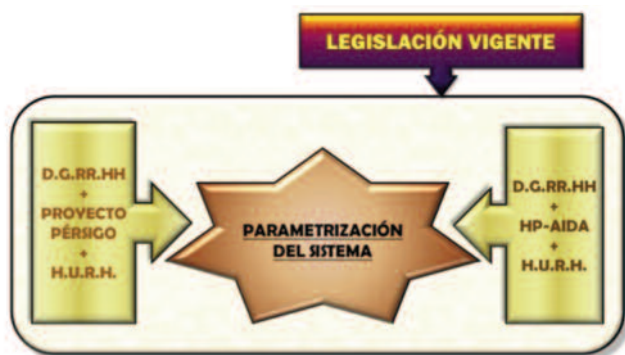 LEGISLACIÓN VIGENTE
D.G.RR.HH
+
PROYECTO
PÉRSIGO
+
H.U.R.H.
PARAMETRIZACIÓN
DEL SISTEMA
D.G.RR.HH
+
HP-AIDA
+
H.U.R.H.